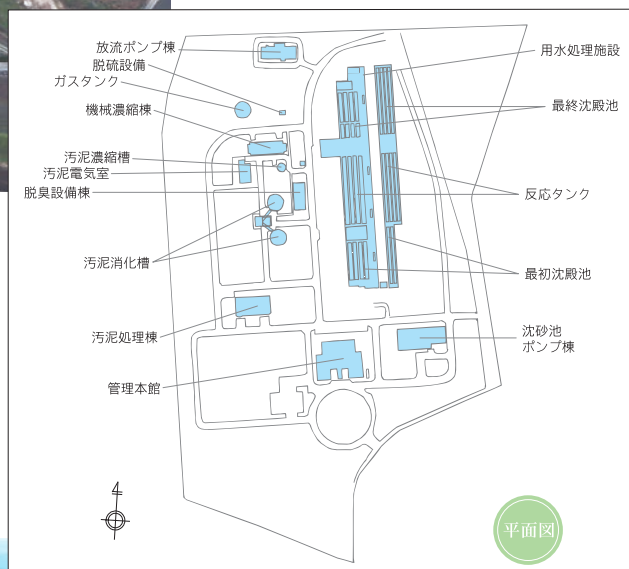 放流ポンプ棟
脱硫設備
ガスタンク
機械濃縮棟
汚泥濃縮槽
汚泥電気室
脱臭設備棟
汚泥消化槽
汚泥処理棟
管理本館
用水処理施設
最終沈殿池
反応タンク
最初沈殿池
沈砂池
ポンプ棟
平面図